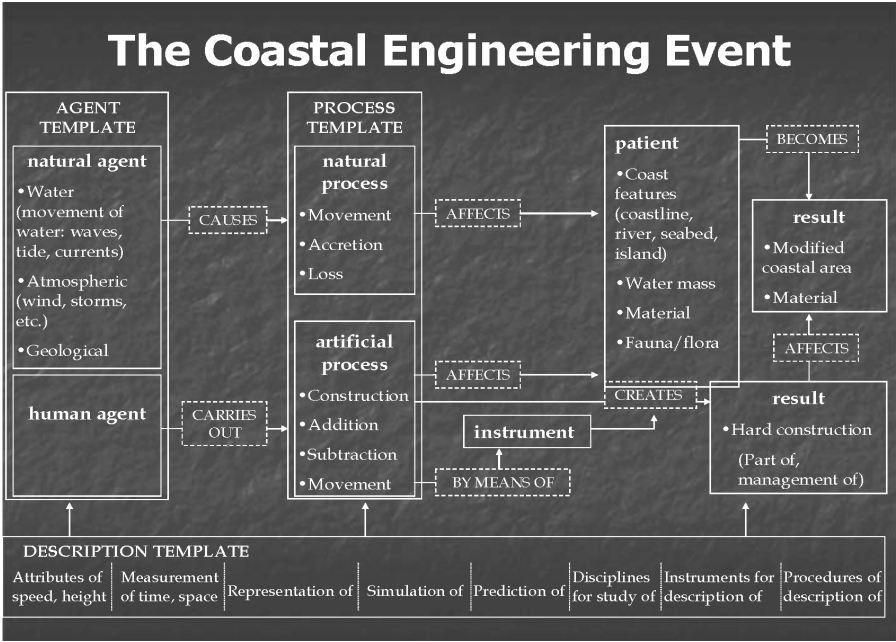 The Coastal Engineering Event
AGENT
TEMPLATE
natural agent
•Water
(movement of
water: waves,
tide, currents)
•Atmospheric
(wind, storms,
etc.)
•Geological
human agent
CAUSES
CARRIES
OUT
PROCESS
TEMPLATE
natural
process
•Movement
•Accretion
•Loss
artificial
process
•Construction
•Addition
•Subtraction
•Movement
AFFECTS
AFFECTS
instrument
BY MEANS OF
patient
•Coast
features
(coastline,
river, seabed,
island)
•Water mass
•Material
•Fauna/flora
CREATES
BECOMES
result
•Modified
coastal area
•Material
AFFECTS
result
•Hard construction
(Part of,
management of)
DESCRIPTION TEMPLATE
Attributes of
speed, height
Measurement
of time, space
Representation of
Simulation of
Prediction of
Disciplines
for study of
Instruments for
description of
Procedures of
description of